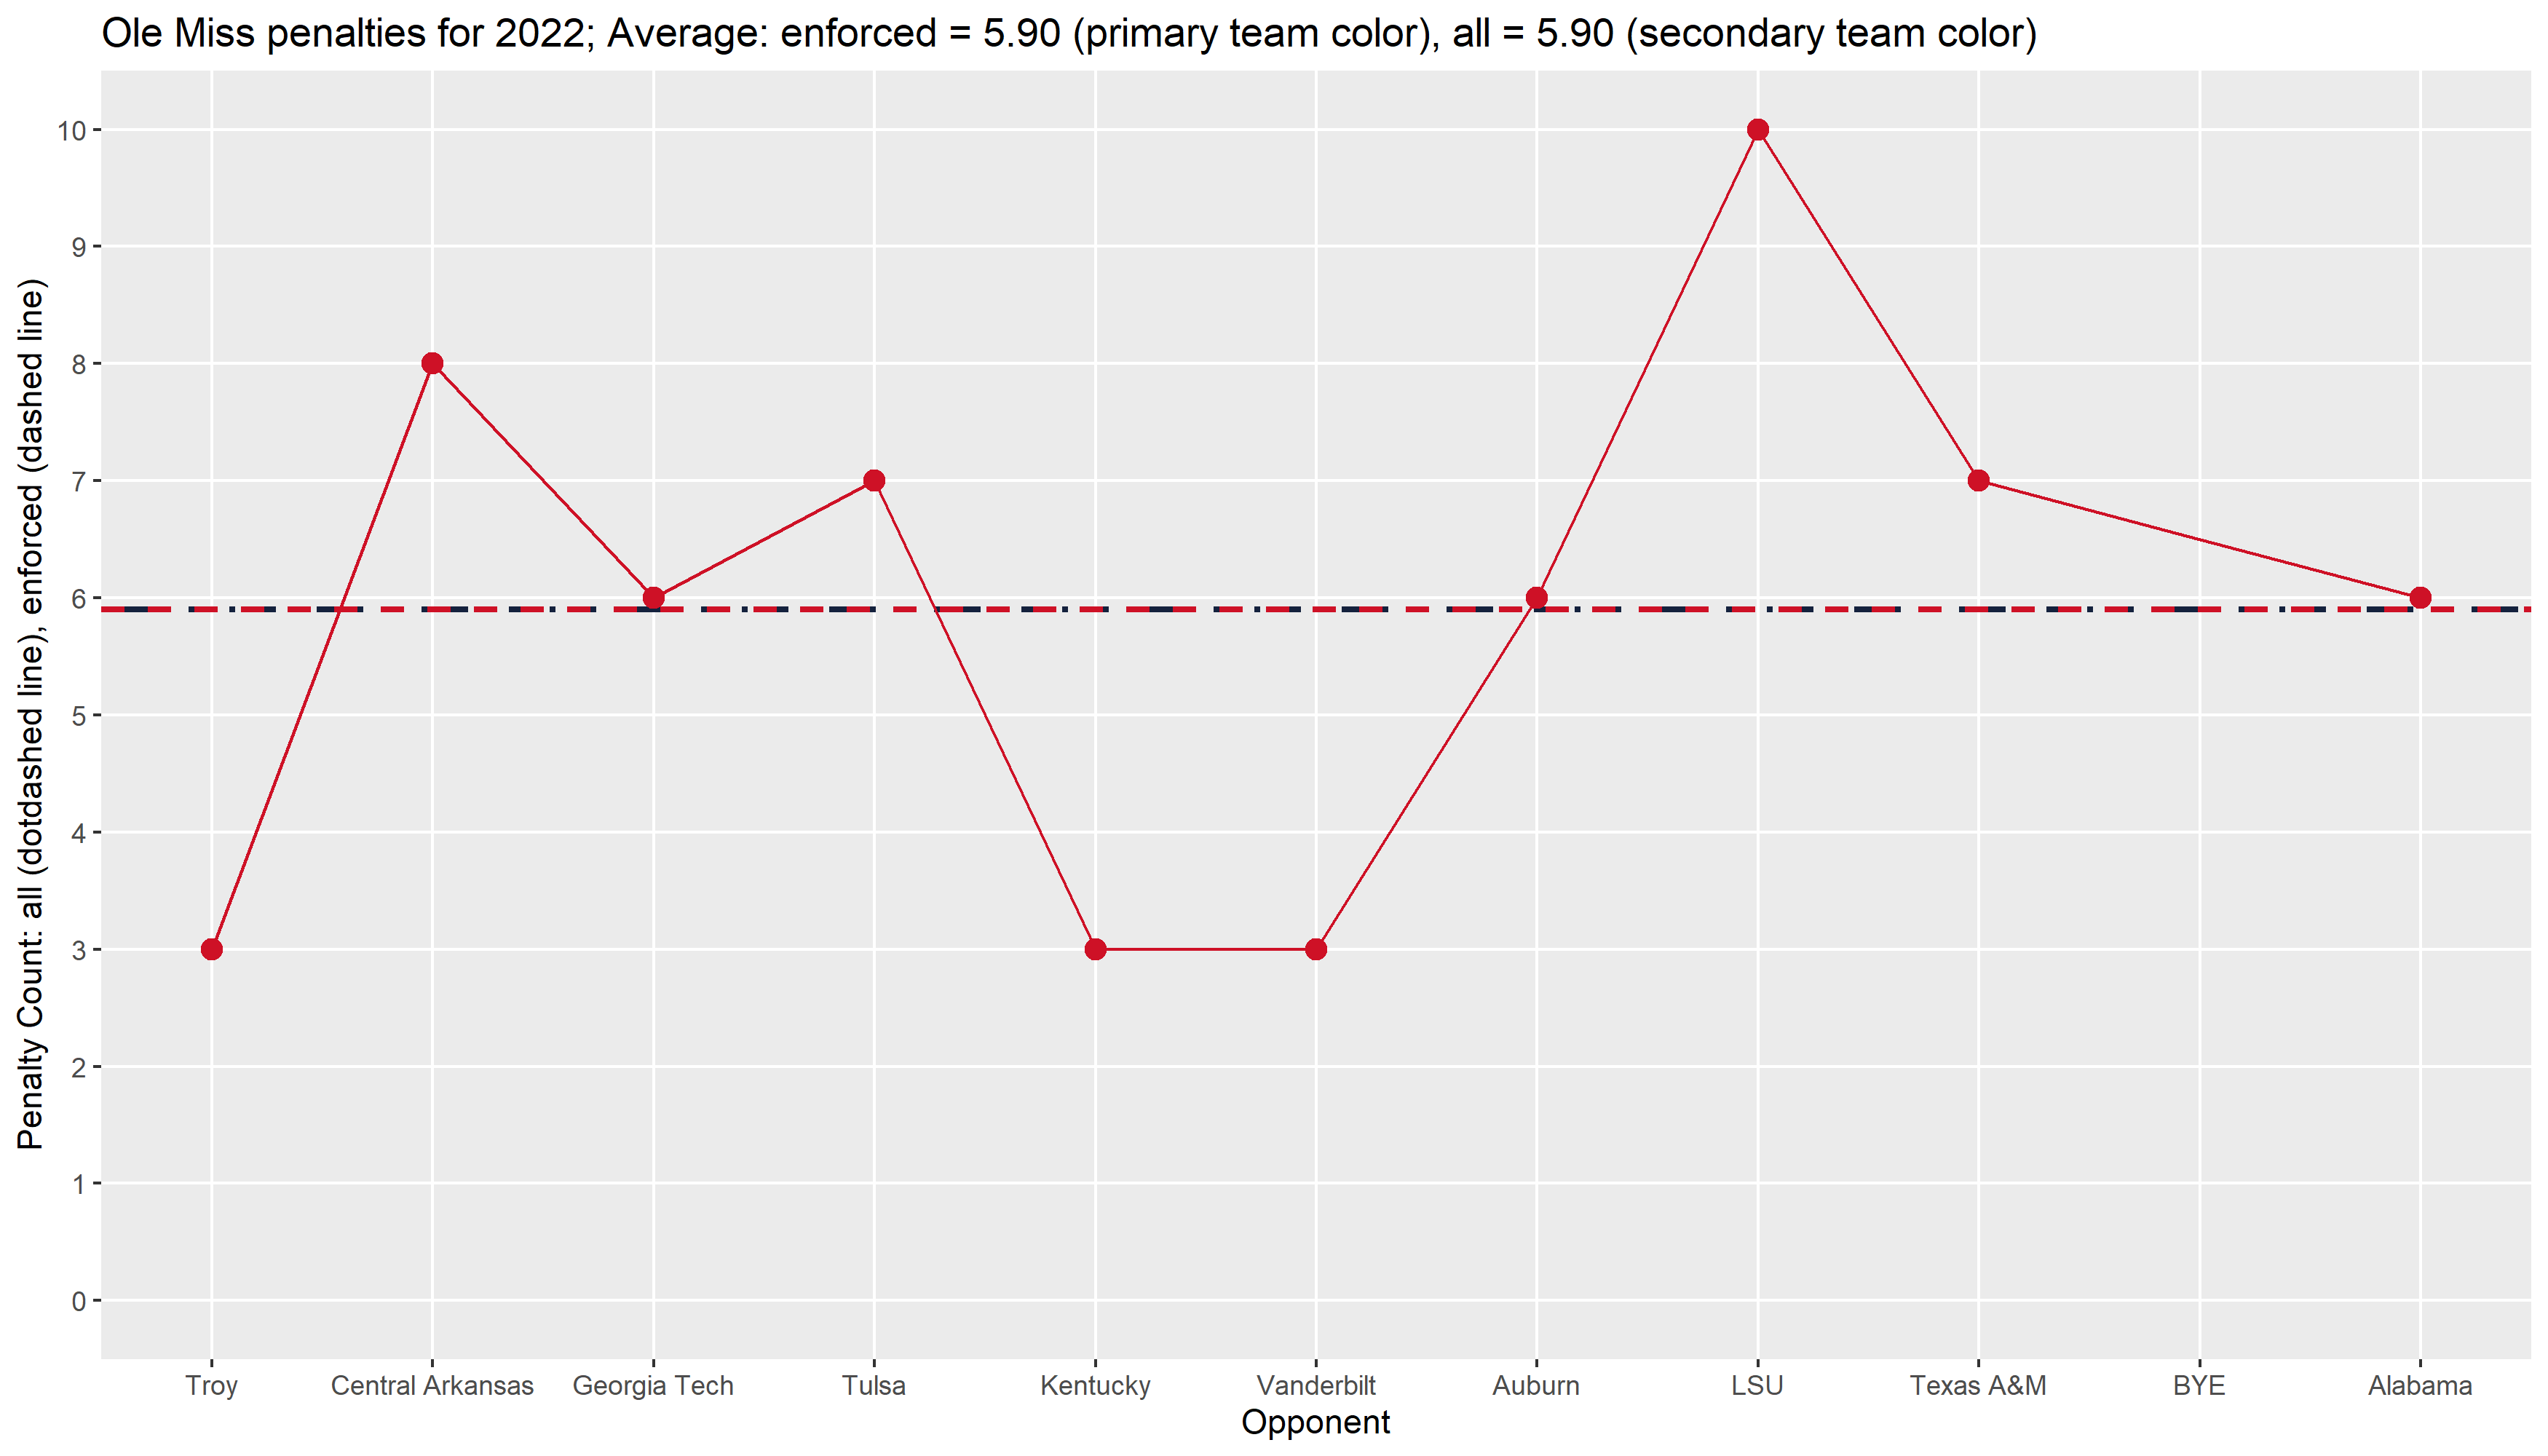 Ole Miss penalties for 2022; Average: enforced = 5.90 (primary team color), all = 5.90 (secondary team color)
Penalty Count: all (dotdashed line), enforced (dashed line)
10
9
8
7
6
5
4
3
2
1
0
Troy Central Arkansas Georgia Tech Tulsa Kentucky Vanderbilt Auburn LSU Texas A&M BYE Alabama
Opponent